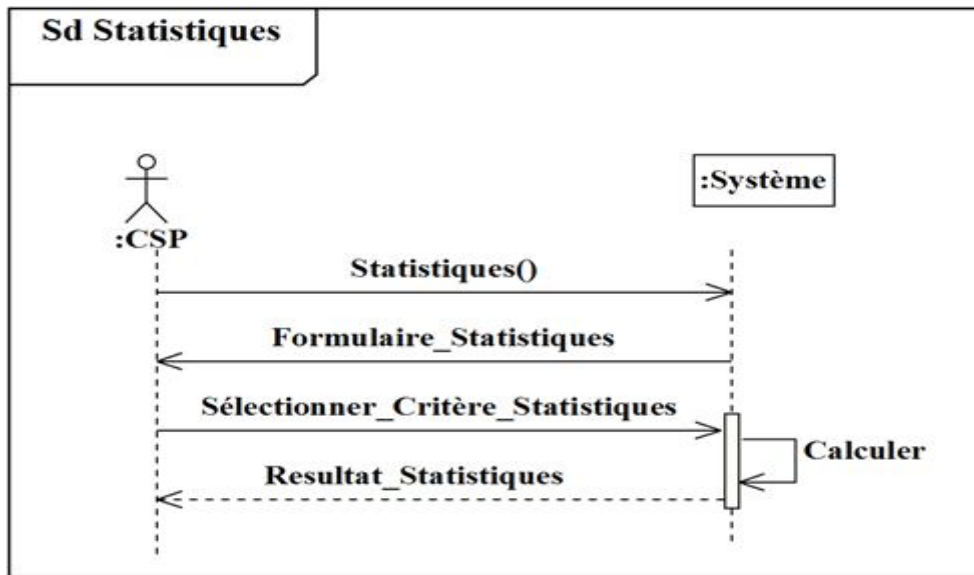 Sd Statistiques
:Système
:CSP
Statistiques()
Formulaire_Statistiques
Sélectionner_Critère_Statistiques
Calculer
Resultat_Statistiques